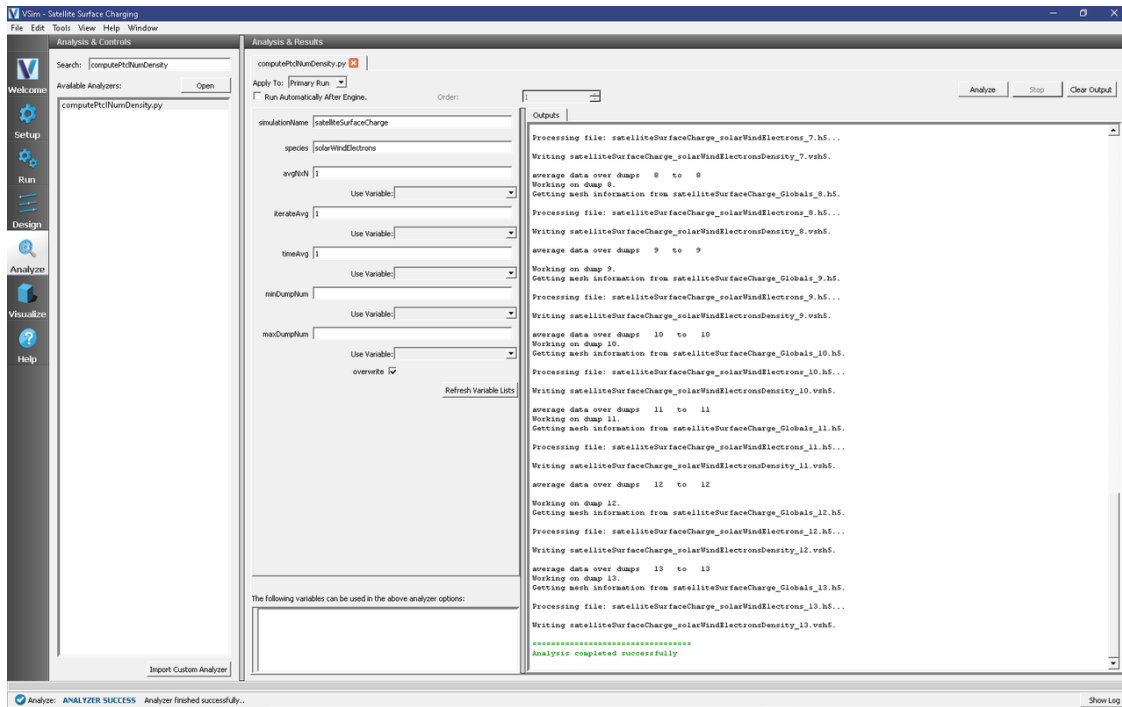 VSim - Satellite Surface Charging
File Edit Tools View Help Window
Analysis & Controls
Analysis & Results
Welcome
Setup
Run
Design
Analyze
Visualize
Help
Search: computePtclNumDensity
Available Analyzers: Open
computePtclNumDensity.py
Import Custom Analyzer
computePtclNumDensity.py
Apply To: Primary Run
Run Automatically After Engine. Order: 1
Analyze Stop Clear Output
simulationName satelliteSurfaceCharge
species solarWindElectrons
avgNxN 1
Use Variable:
iterateAvg 1
Use Variable:
timeAvg 1
Use Variable:
minDumpNum
Use Variable:
maxDumpNum
Use Variable:
overwrite
Refresh Variable Lists
The following variables can be used in the above analyzer options:
Outputs
Processing file: satelliteSurfaceCharge_solarWindElectrons_7.h5...
Writing satelliteSurfaceCharge_solarWindElectronsDensity_7.vsh5.
average data over dumps 8 to 8
Working on dump 8.
Getting mesh information from satelliteSurfaceCharge_Globals_8.h5.
Processing file: satelliteSurfaceCharge_solarWindElectrons_8.h5...
Writing satelliteSurfaceCharge_solarWindElectronsDensity_8.vsh5.
average data over dumps 9 to 9
Working on dump 9.
Getting mesh information from satelliteSurfaceCharge_Globals_9.h5.
Processing file: satelliteSurfaceCharge_solarWindElectrons_9.h5...
Writing satelliteSurfaceCharge_solarWindElectronsDensity_9.vsh5.
average data over dumps 10 to 10
Working on dump 10.
Getting mesh information from satelliteSurfaceCharge_Globals_10.h5.
Processing file: satelliteSurfaceCharge_solarWindElectrons_10.h5...
Writing satelliteSurfaceCharge_solarWindElectronsDensity_10.vsh5.
average data over dumps 11 to 11
Working on dump 11.
Getting mesh information from satelliteSurfaceCharge_Globals_11.h5.
Processing file: satelliteSurfaceCharge_solarWindElectrons_11.h5...
Writing satelliteSurfaceCharge_solarWindElectronsDensity_11.vsh5.
average data over dumps 12 to 12
Working on dump 12.
Getting mesh information from satelliteSurfaceCharge_Globals_12.h5.
Processing file: satelliteSurfaceCharge_solarWindElectrons_12.h5...
Writing satelliteSurfaceCharge_solarWindElectronsDensity_12.vsh5.
average data over dumps 13 to 13
Working on dump 13.
Getting mesh information from satelliteSurfaceCharge_Globals_13.h5.
Processing file: satelliteSurfaceCharge_solarWindElectrons_13.h5...
Writing satelliteSurfaceCharge_solarWindElectronsDensity_13.vsh5.
==================================
Analysis completed successfully
Analyze: ANALYZER SUCCESS Analyzer finished successfully..
Show Log